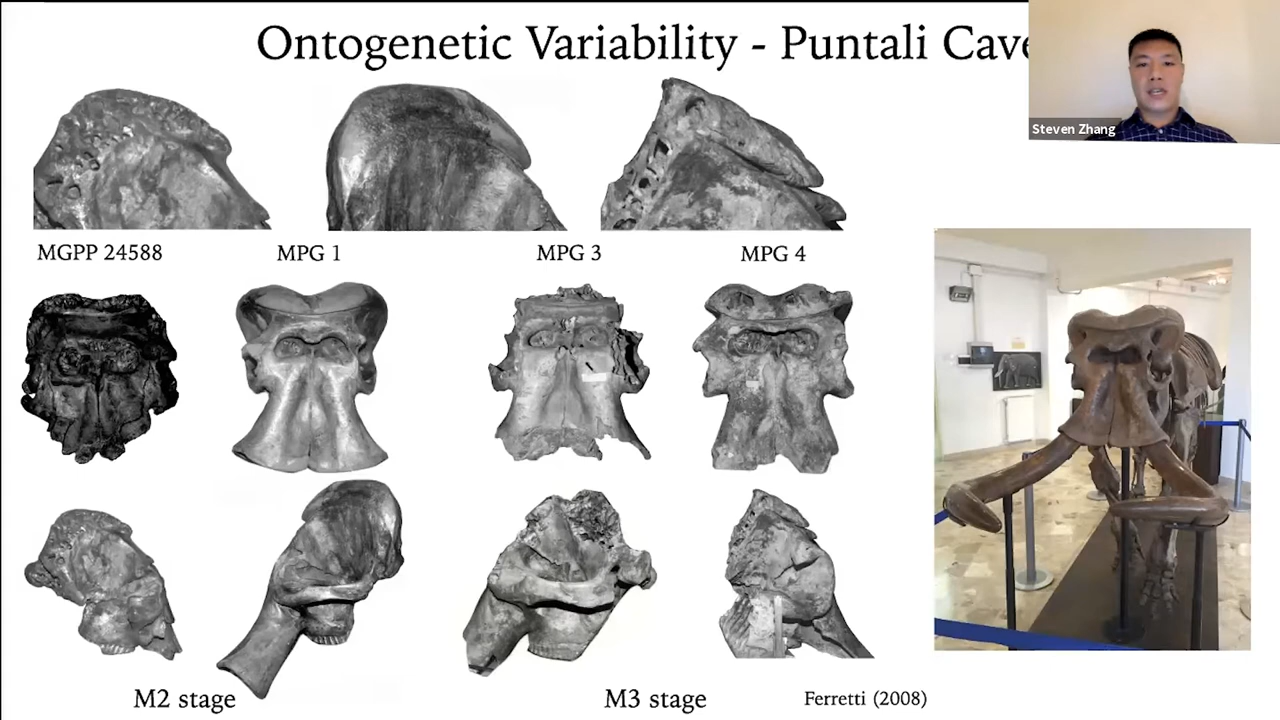 Ontogenetic Variability - Puntali Cave
Steven Zhang
MGPP 24588
MPG 1
MPG 3
MPG 4
M2 stage
M3 stage
Ferretti (2008)